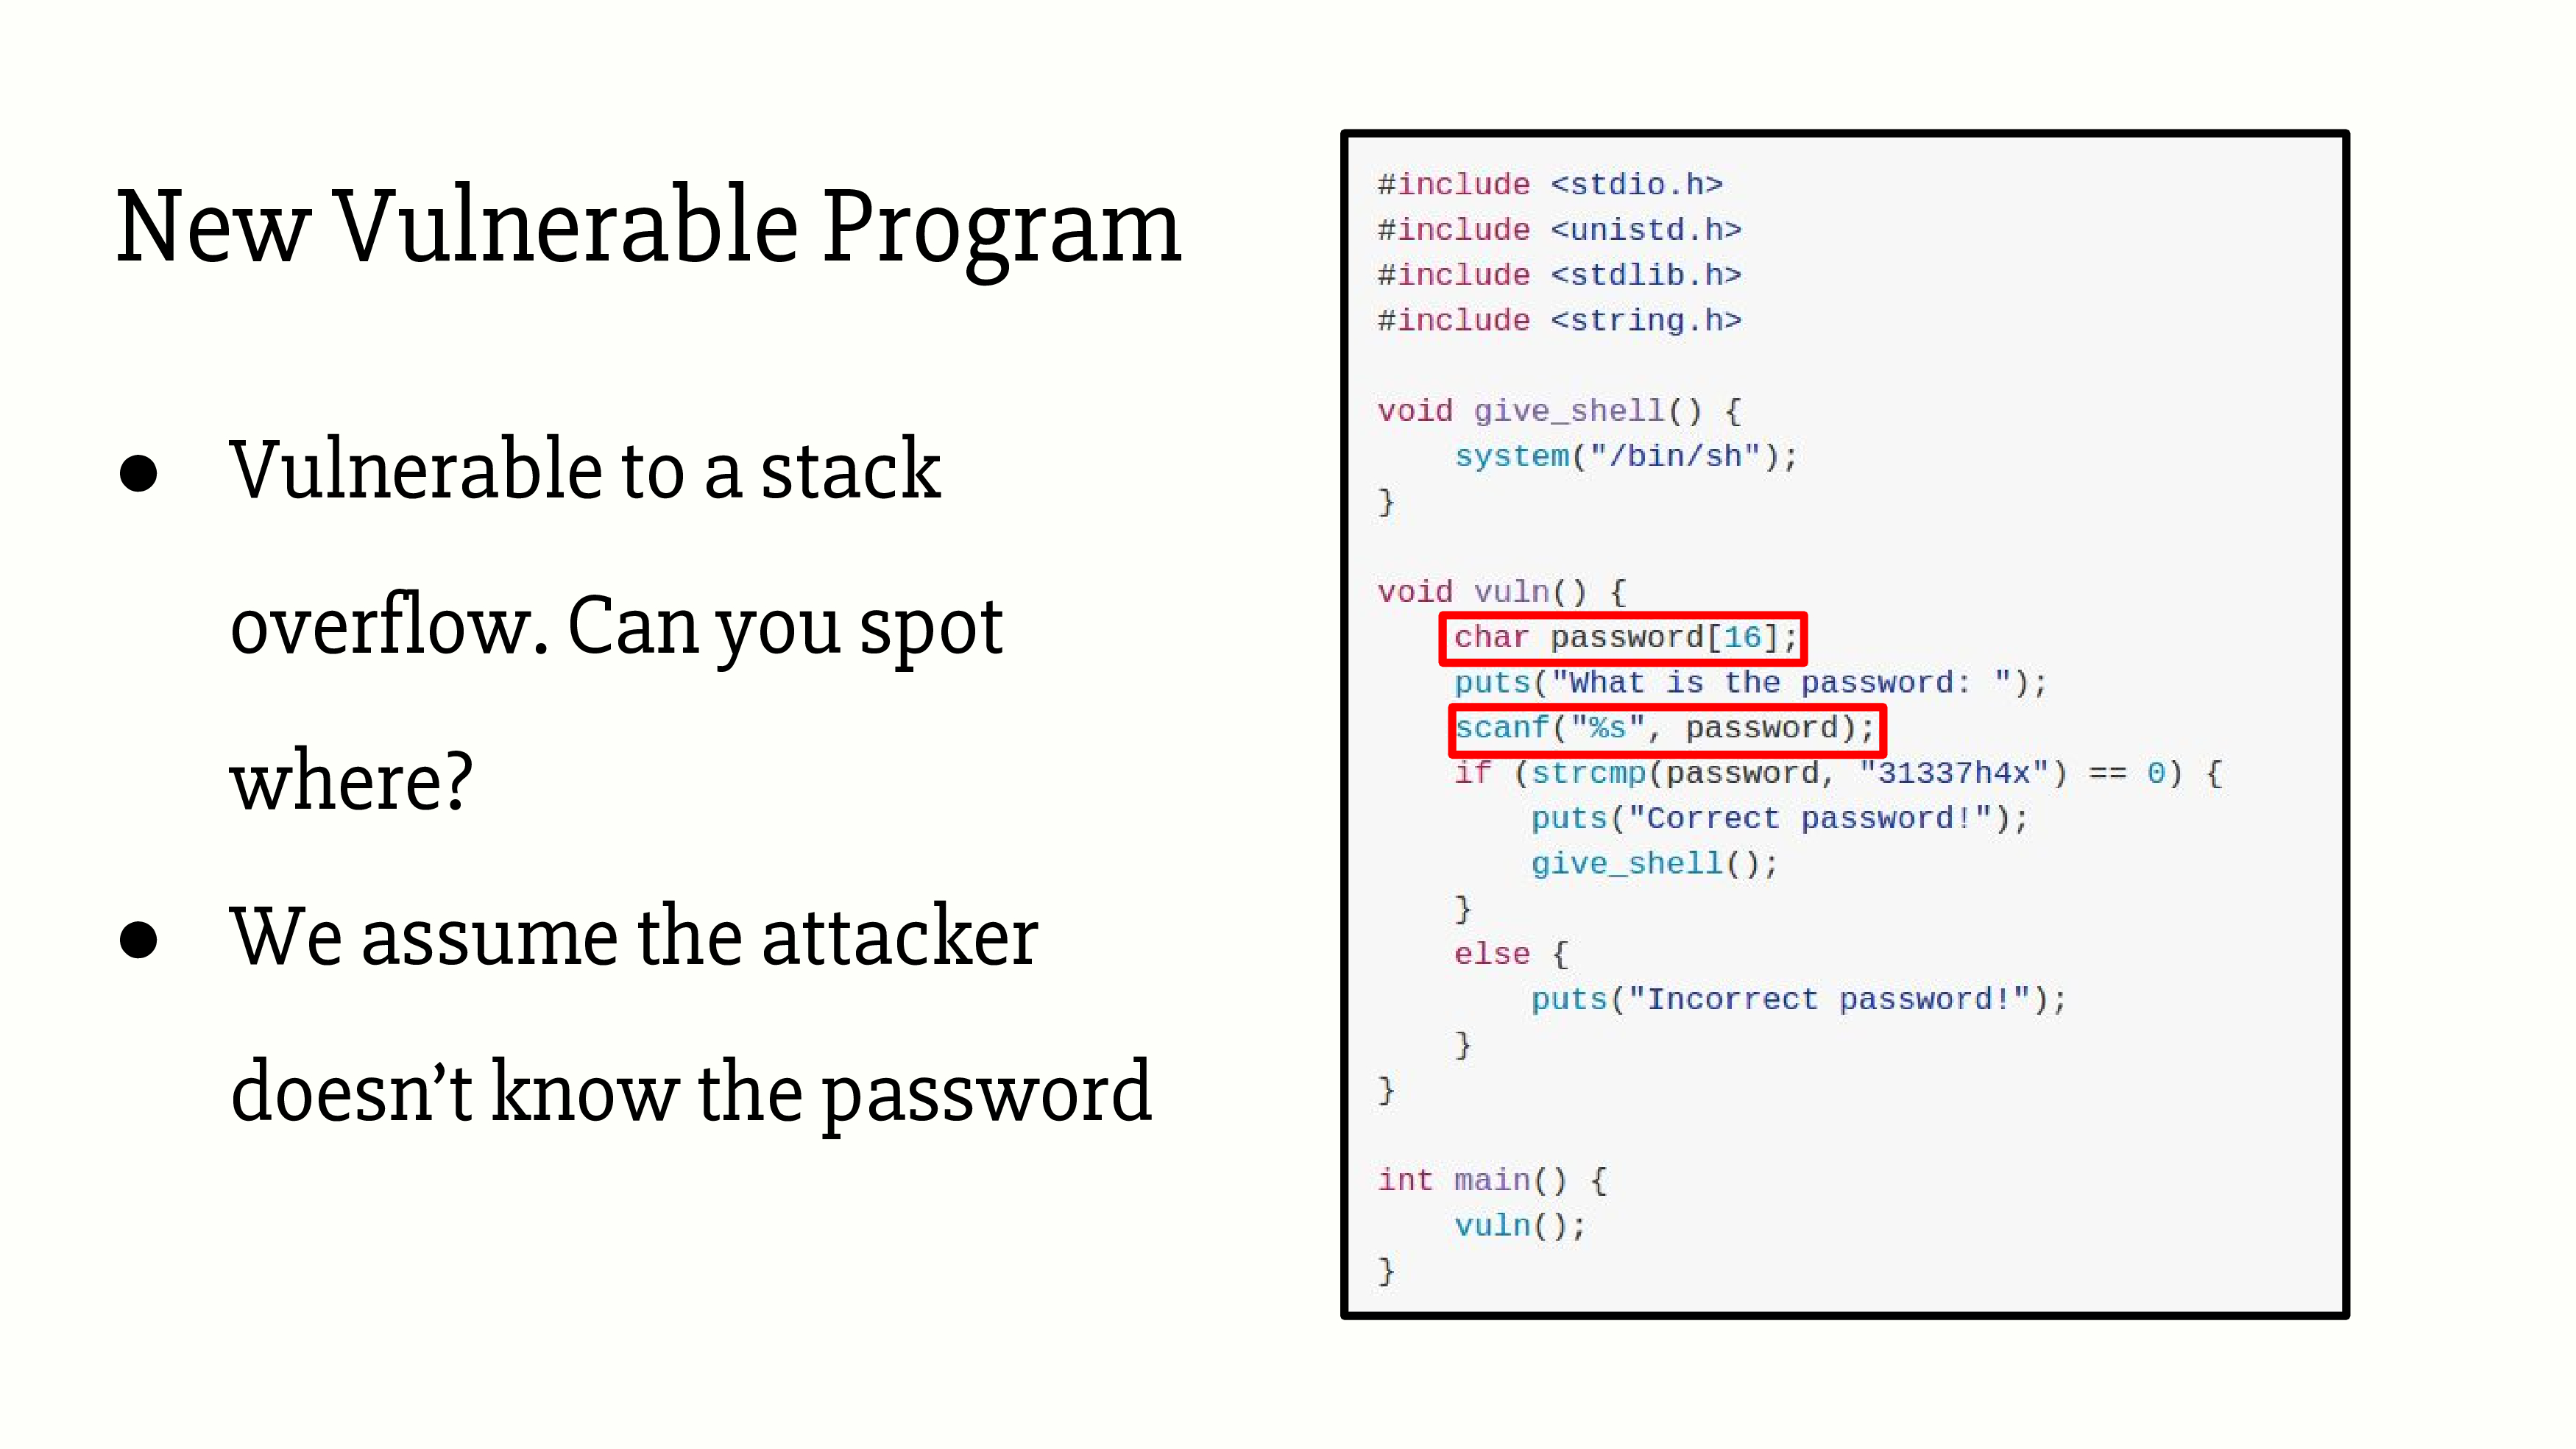 New Vulnerable Program
● Vulnerable to a stack
overflow. Can you spot
where?
● We assume the attacker
doesn’t know the password
#include <stdio.h>
#include <unistd.h>
#include <stdlib.h>
#include <string.h>
void give_shell() {
    system("/bin/sh");
}
void vuln() {
    char password[16];
    puts("What is the password: ");
    scanf("%s", password);
    if (strcmp(password, "31337h4x") == 0) {
        puts("Correct password!");
        give_shell();
    }
    else {
        puts("Incorrect password!");
    }
}
int main() {
    vuln();
}